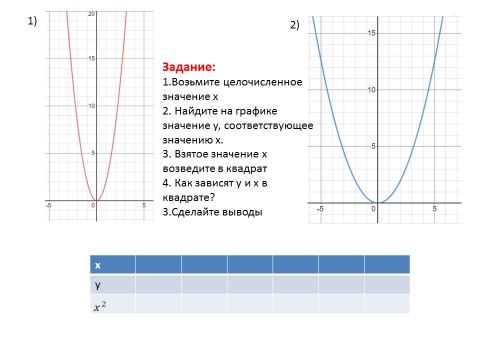 1)
20
15
10
5
-5
0
5
Задание:
1.Возьмите целочисленное
значение х
2. Найдите на графике
значение у, соответствующее
значению х.
3. Взятое значение х
возведите в квадрат
4. Как зависят у и х в
квадрате?
3.Сделайте выводы
2)
15
10
5
-5
0
5
х
у
x²